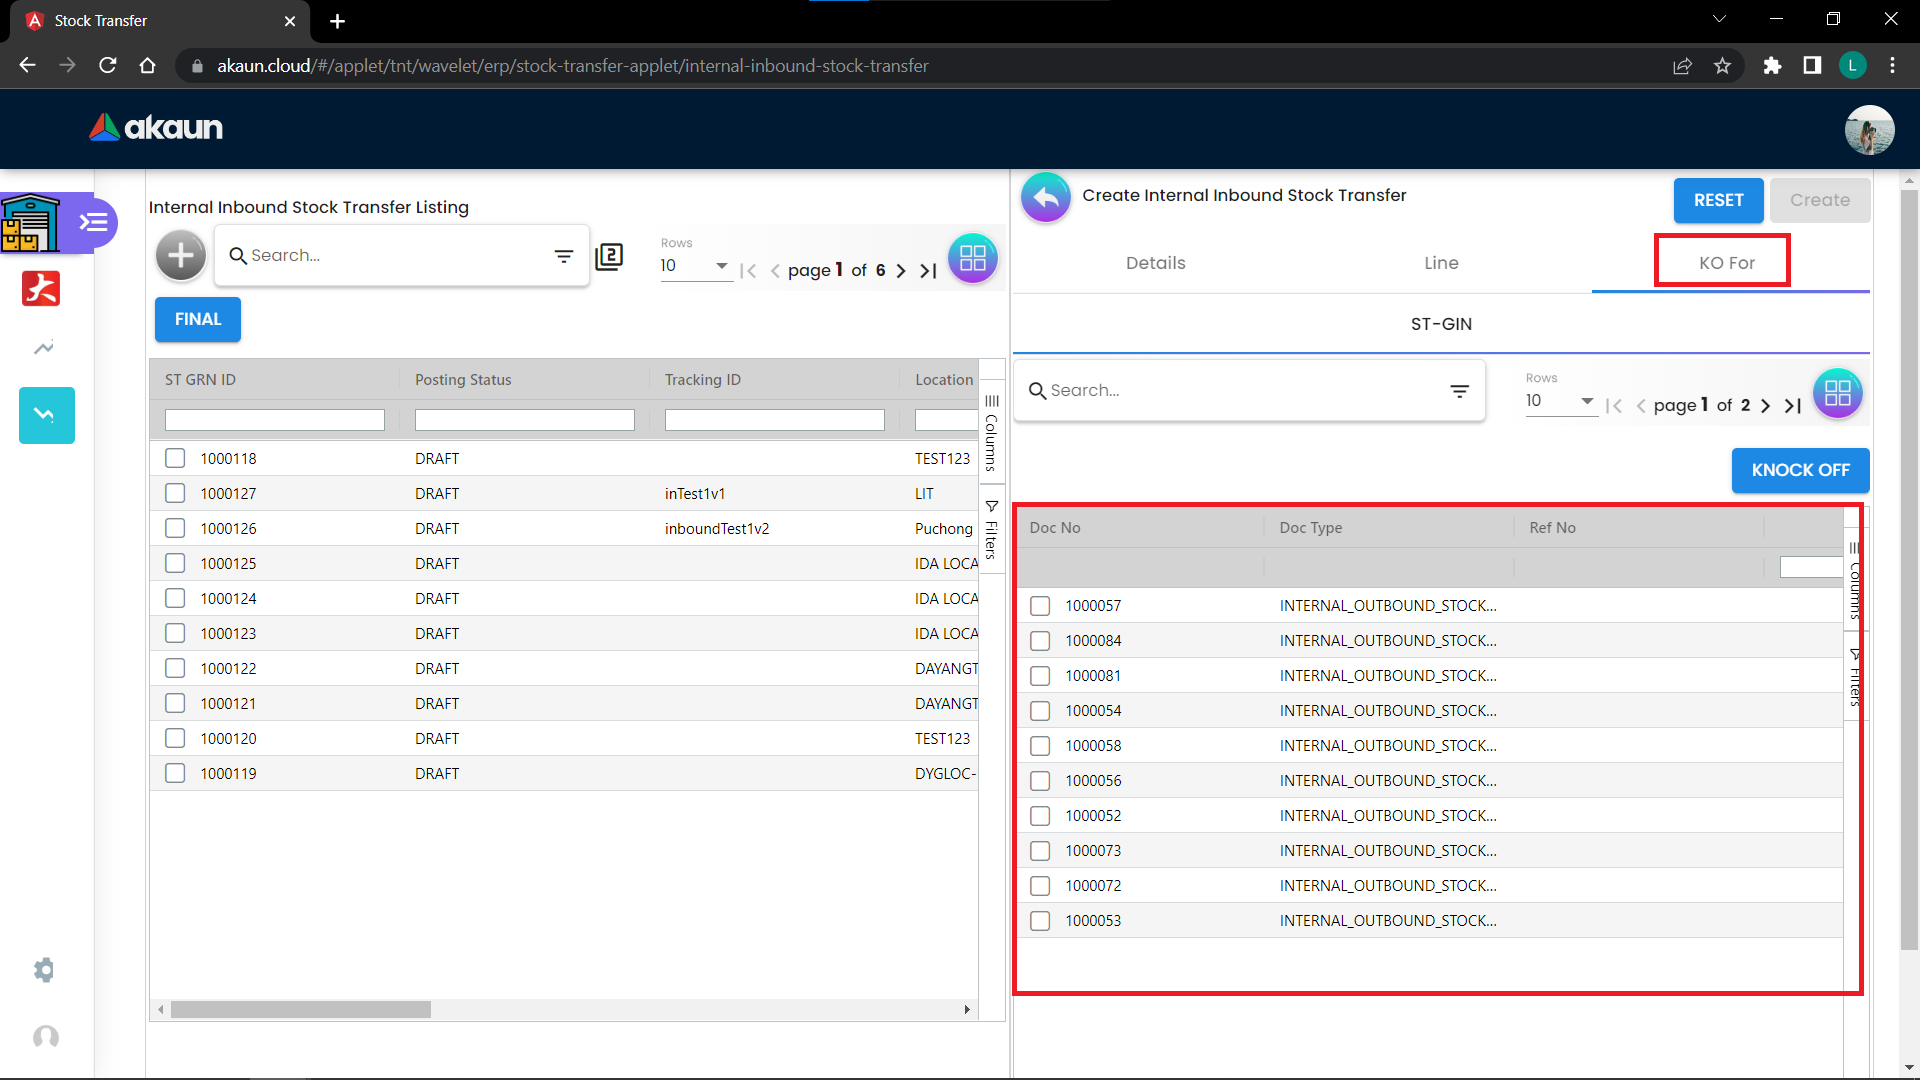 Stock Transfer
akaun.cloud/#/applet/tnt/wavelet/erp/stock-transfer-applet/internal-inbound-stock-transfer
L
akaun
Internal Inbound Stock Transfer Listing
Search...
2
Rows
10
page 1 of 6
FINAL
ST GRN ID Posting Status Tracking ID Location
1000118 DRAFT TEST123
1000127 DRAFT inTest1v1 LIT
1000126 DRAFT inboundTest1v2 Puchong
1000125 DRAFT IDA LOCA
1000124 DRAFT IDA LOCA
1000123 DRAFT IDA LOCA
1000122 DRAFT DAYANGT
1000121 DRAFT DAYANGT
1000120 DRAFT TEST123
1000119 DRAFT DYGLOC-
Columns
Filters
Create Internal Inbound Stock Transfer
RESET
Create
Details Line KO For
ST-GIN
Search...
Rows
10
page 1 of 2
KNOCK OFF
Doc No Doc Type Ref No
1000057 INTERNAL_OUTBOUND_STOCK...
1000084 INTERNAL_OUTBOUND_STOCK...
1000081 INTERNAL_OUTBOUND_STOCK...
1000054 INTERNAL_OUTBOUND_STOCK...
1000058 INTERNAL_OUTBOUND_STOCK...
1000056 INTERNAL_OUTBOUND_STOCK...
1000052 INTERNAL_OUTBOUND_STOCK...
1000073 INTERNAL_OUTBOUND_STOCK...
1000072 INTERNAL_OUTBOUND_STOCK...
1000053 INTERNAL_OUTBOUND_STOCK...
Columns
Filters